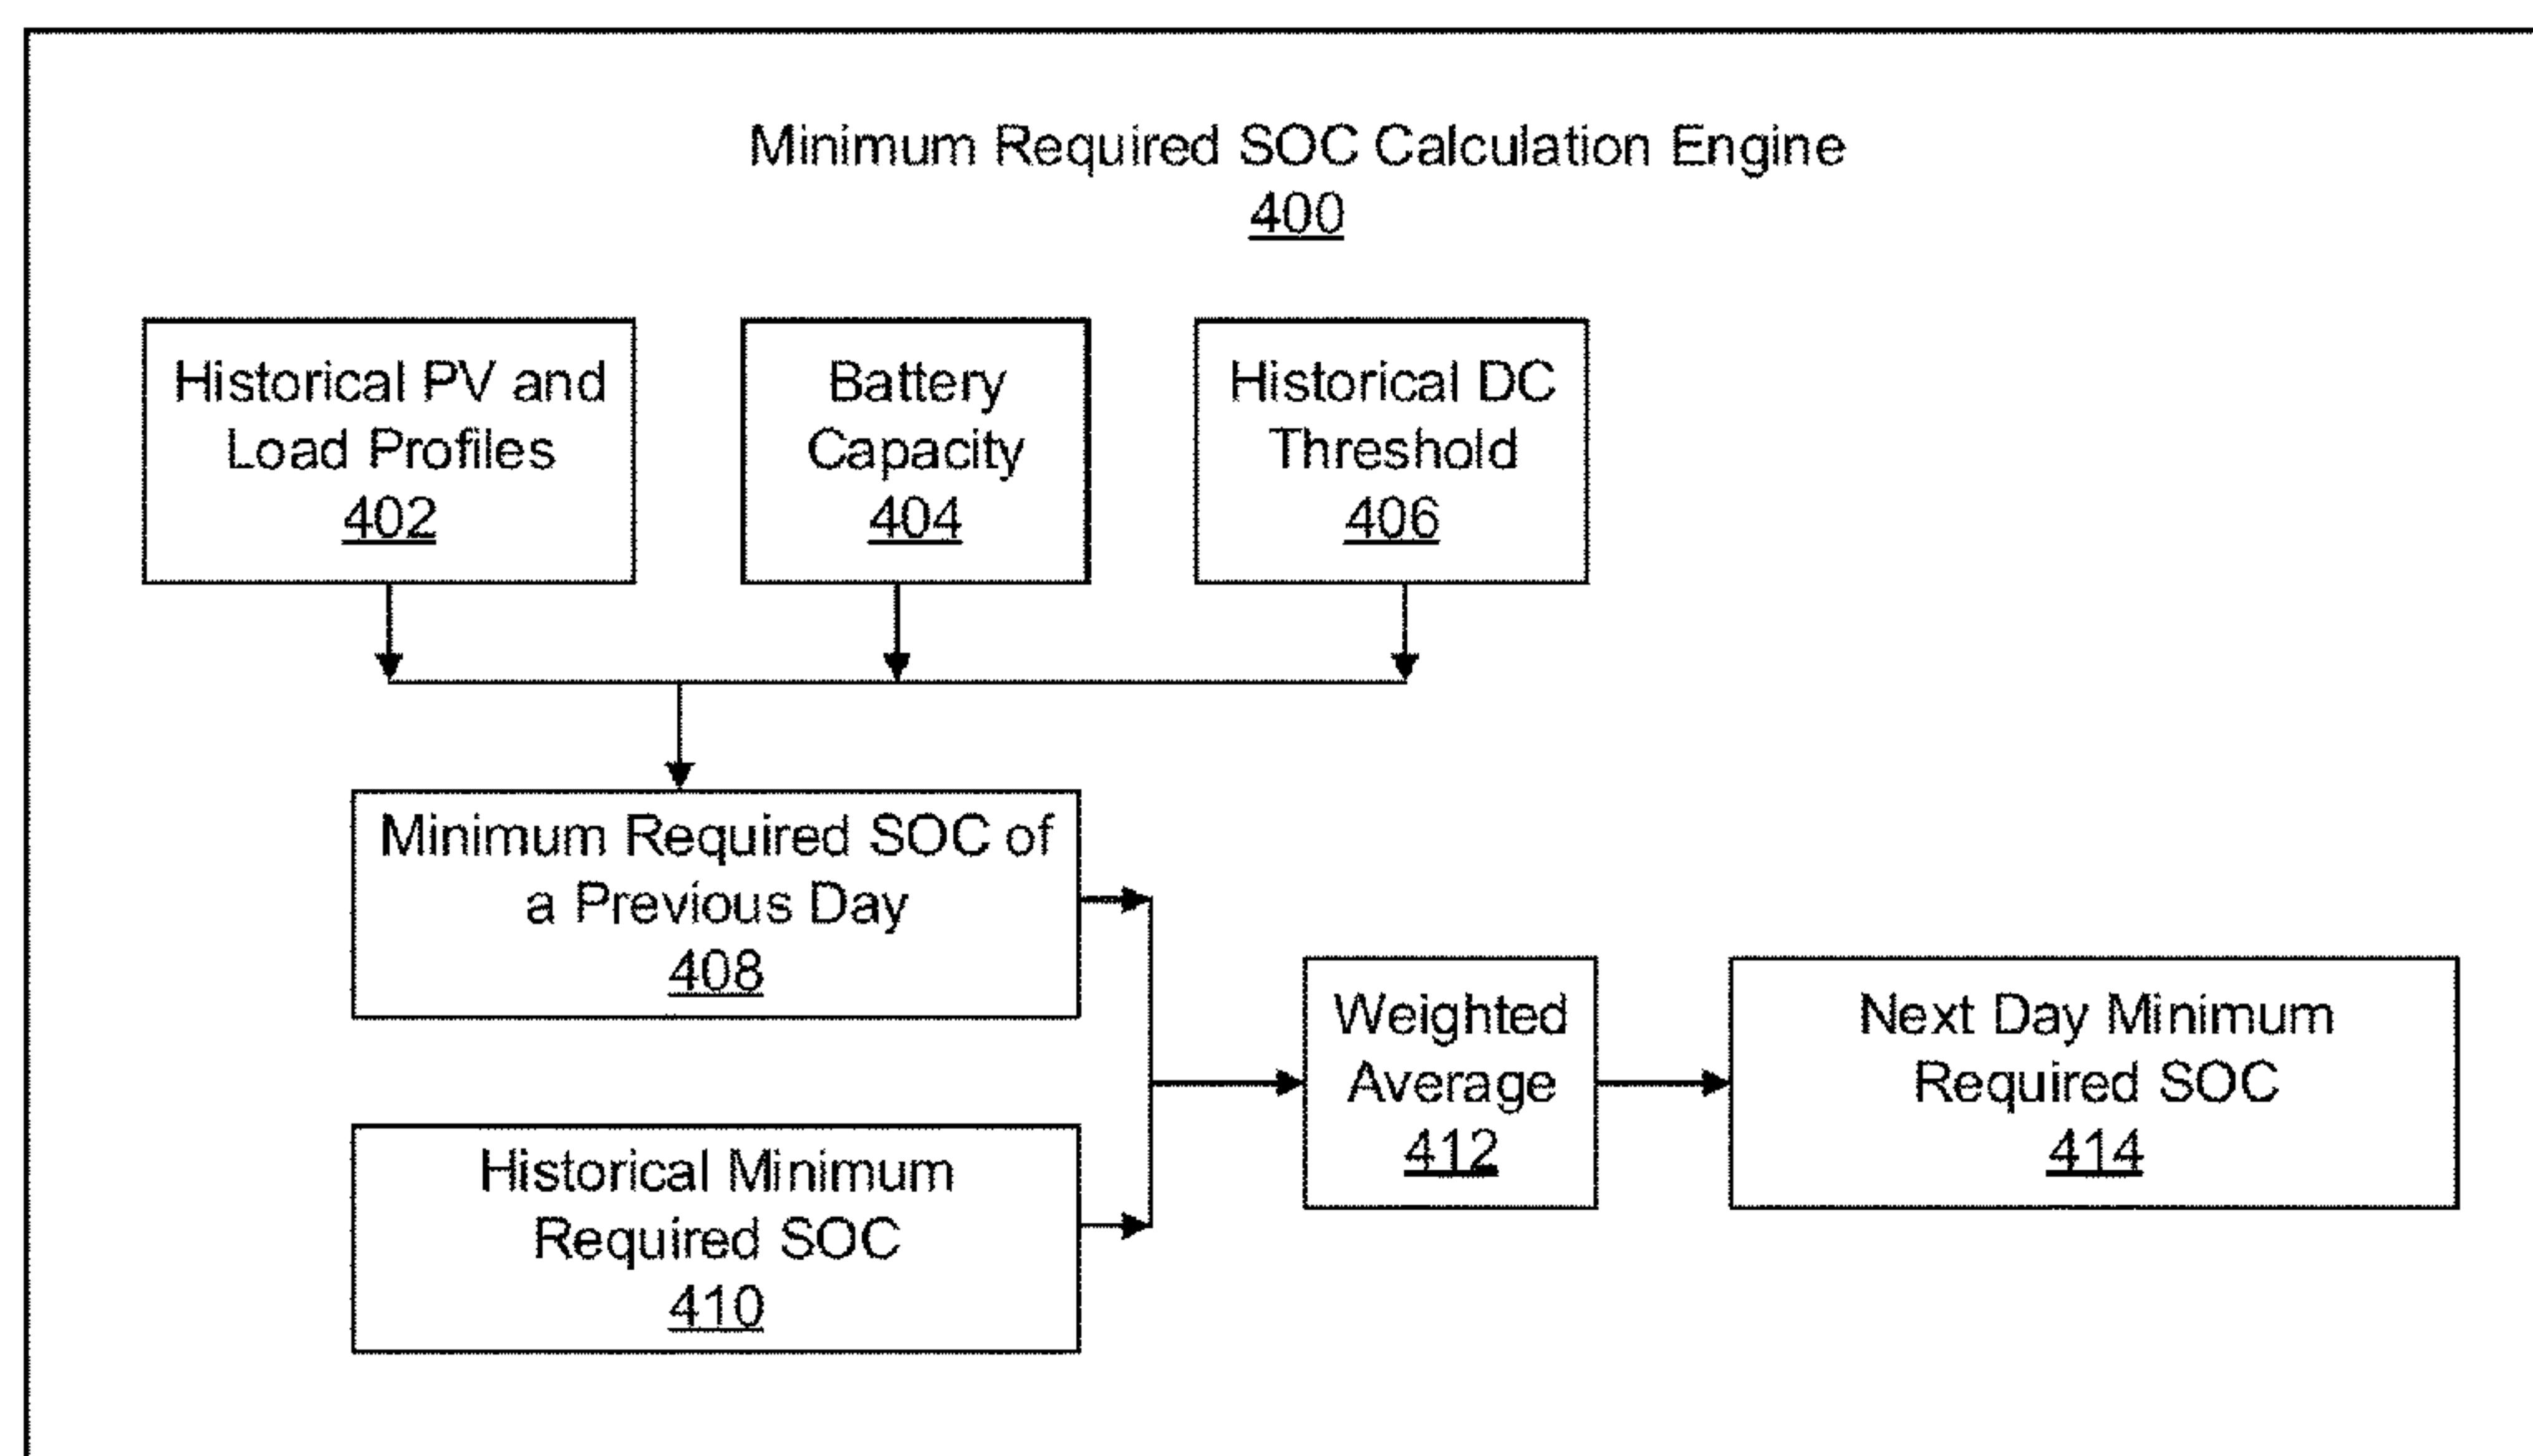 Minimum Required SOC Calculation Engine
400
Historical PV and
Load Profiles
402
Battery
Capacity
404
Historical DC
Threshold
406
Minimum Required SOC of
a Previous Day
408
Historical Minimum
Required SOC
410
Weighted
Average
412
Next Day Minimum
Required SOC
414